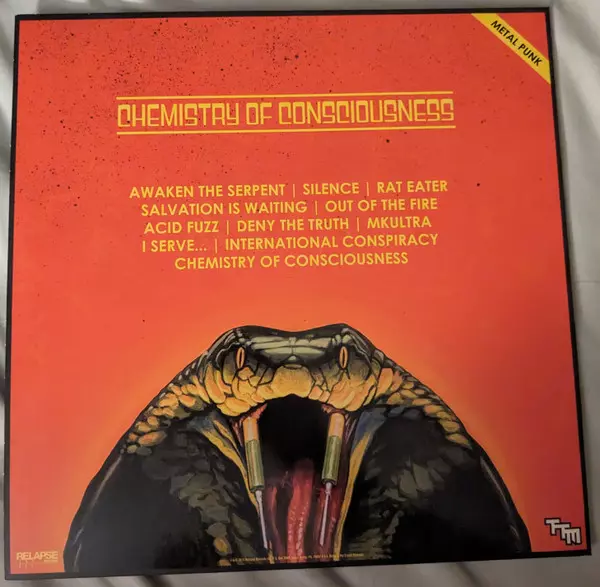 METAL PUNK
CHEMISTRY OF CONSCIOUSNESS
AWAKEN THE SERPENT | SILENCE | RAT EATER
SALVATION IS WAITING | OUT OF THE FIRE
ACID FUZZ | DENY THE TRUTH | MKULTRA
I SERVE... | INTERNATIONAL CONSPIRACY
CHEMISTRY OF CONSCIOUSNESS
RELAPSE
TTM